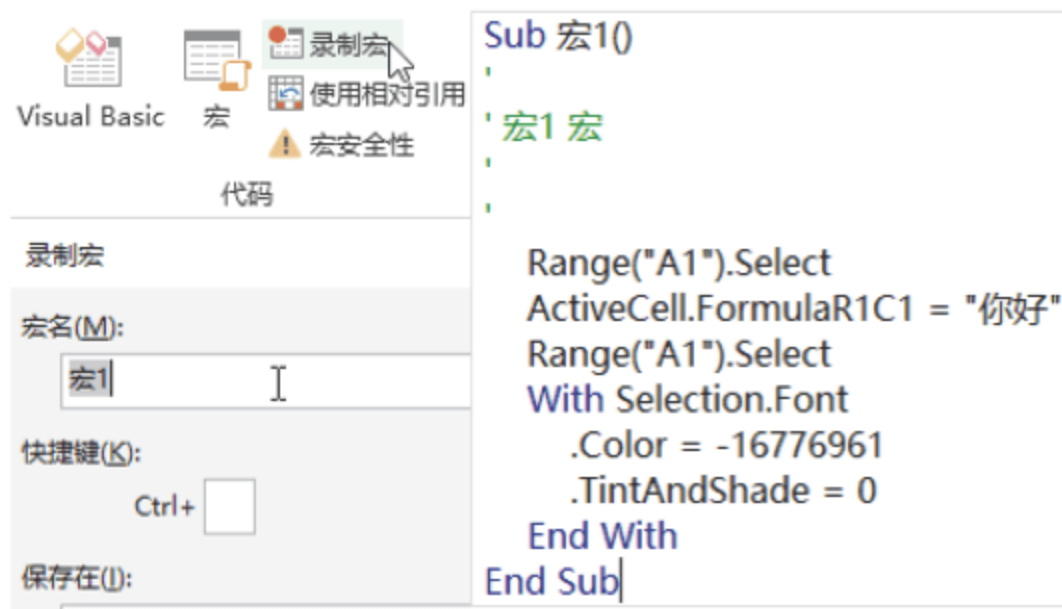 录制宏
使用相对引用
Visual Basic
宏
宏安全性
代码
录制宏
宏名(M):
宏1
快捷键(K):
Ctrl+
保存在(I):
Sub 宏1()
'
' 宏1 宏
'
'
Range("A1").Select
ActiveCell.FormulaR1C1 = "你好"
Range("A1").Select
With Selection.Font
.Color = -16776961
.TintAndShade = 0
End With
End Sub